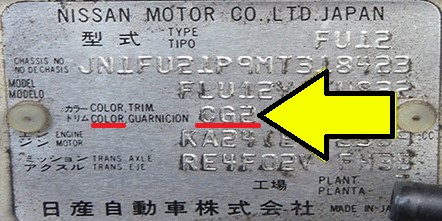 NISSAN MOTOR CO.,LTD.JAPAN
型式 TYPE TIPO FU12
CHASSIS NO NO DE CHASIS
JN1FU21P9MT318423
MODEL MODELO
カラー COLOR,TRIM
トリム COLOR,GUARNICION CG2
エンジン ENGINE MOTOR CC
ミッション TRANS. AXLE
アクスル TRANS. EJE RE4F02V
工場 PLANT PLANTA
日産自動車株式会社 MADE IN JAPAN